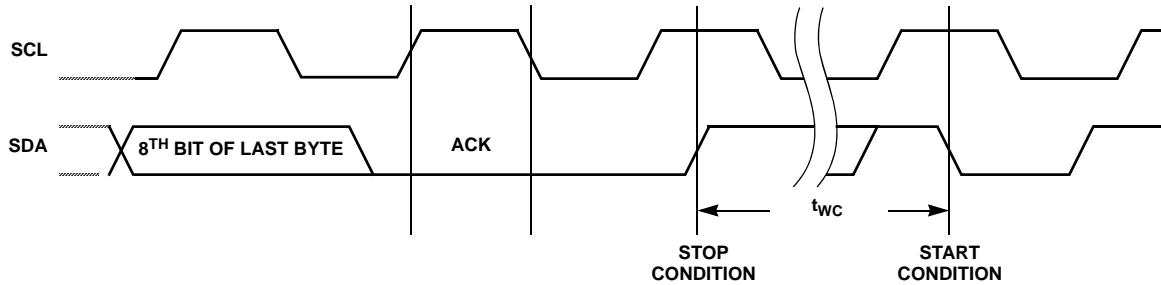 SCL
SDA
8TH BIT OF LAST BYTE
ACK
tWC
STOP
CONDITION
START
CONDITION